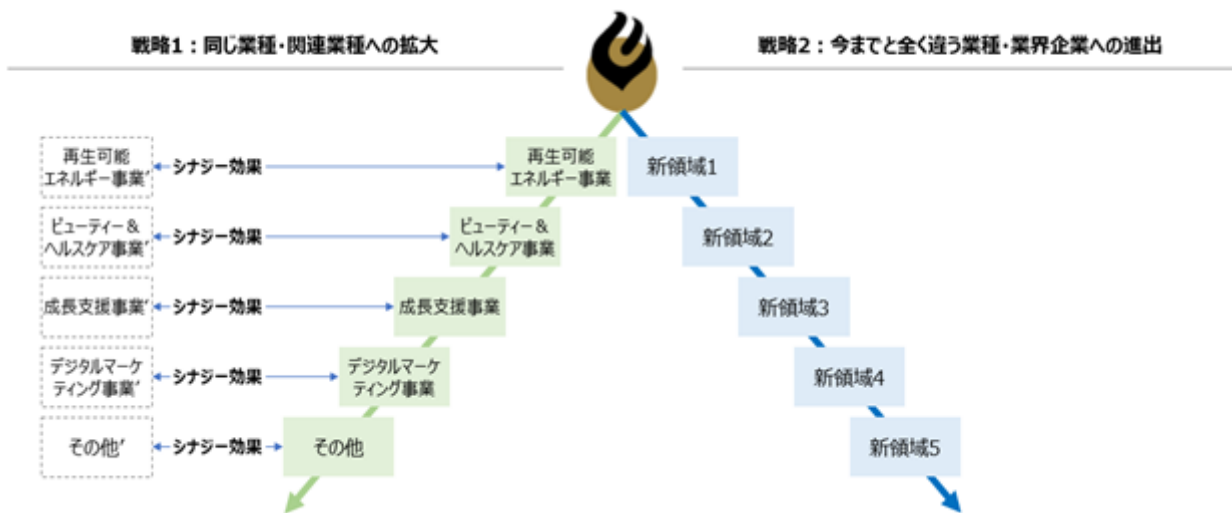 戦略1：同じ業種・関連業種への拡大
戦略2：今までと全く違う業種・業界企業への進出
再生可能
エネルギー事業’
シナジー効果
再生可能
エネルギー事業
新領域1
ビューティー＆
ヘルスケア事業’
シナジー効果
ビューティー＆
ヘルスケア事業
新領域2
成長支援事業’
シナジー効果
成長支援事業
新領域3
デジタルマーケ
ティング事業’
シナジー効果
デジタルマーケ
ティング事業
新領域4
その他’
シナジー効果
その他
新領域5